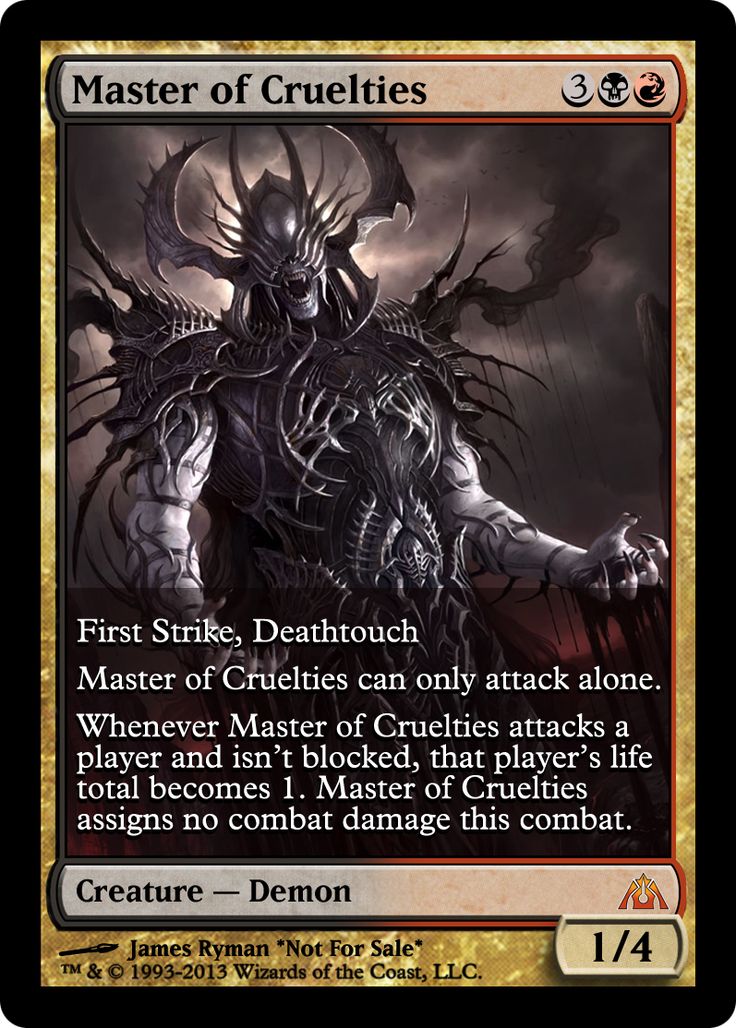 Master of Cruelties 3
First Strike, Deathtouch
Master of Cruelties can only attack alone.
Whenever Master of Cruelties attacks a
player and isn't blocked, that player's life
total becomes 1. Master of Cruelties
assigns no combat damage this combat.
Creature — Demon
1/4
James Ryman *Not For Sale*
™ & © 1993-2013 Wizards of the Coast, LLC.